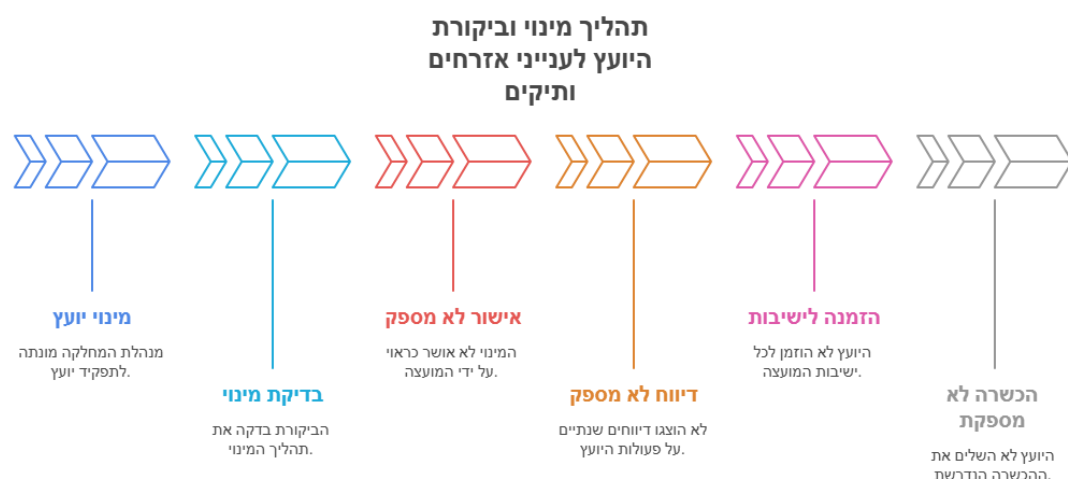 תהליך מינוי וביקורת
היועץ לענייני אזרחים
ותיקים
מינוי יועץ
מנהלת המחלקה מונתה
לתפקיד יועץ.
בדיקת מינוי
הביקורת בדקה את
תהליך המינוי.
אישור לא מספק
המינוי לא אושר כראוי
על ידי המועצה.
דיווח לא מספק
לא הוצגו דיווחים שנתיים
על פעולות היועץ.
הזמנה לישיבות
היועץ לא הוזמן לכל
ישיבות המועצה.
הכשרה לא
מספקת
היועץ לא השלים את
ההכשרה הנדרשת.